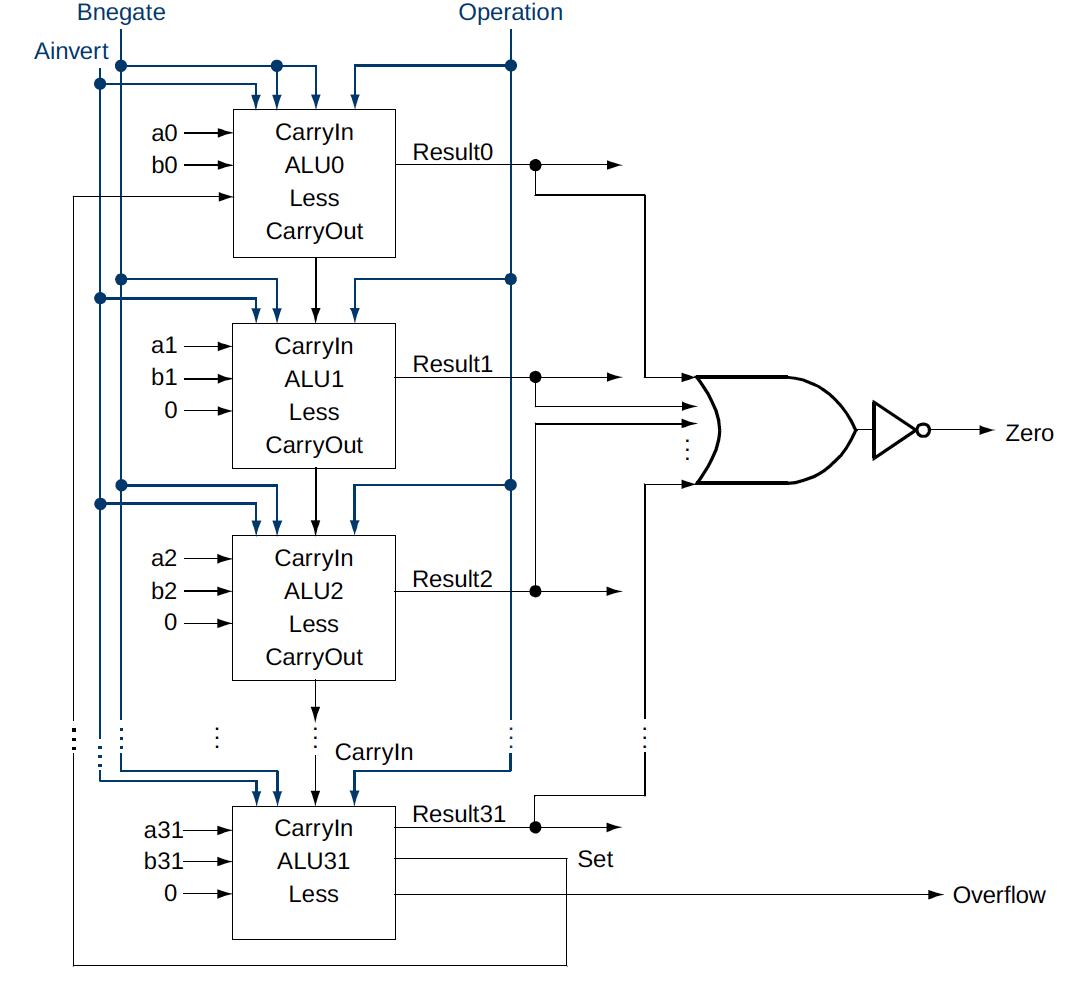 Bnegate
Operation
Ainvert
a0
CarryIn
Result0
b0
ALU0
Less
CarryOut
a1
CarryIn
Result1
b1
ALU1
0
Less
CarryOut
Zero
a2
CarryIn
Result2
b2
ALU2
0
Less
CarryOut
CarryIn
Result31
a31
CarryIn
b31
ALU31
Set
0
Less
Overflow